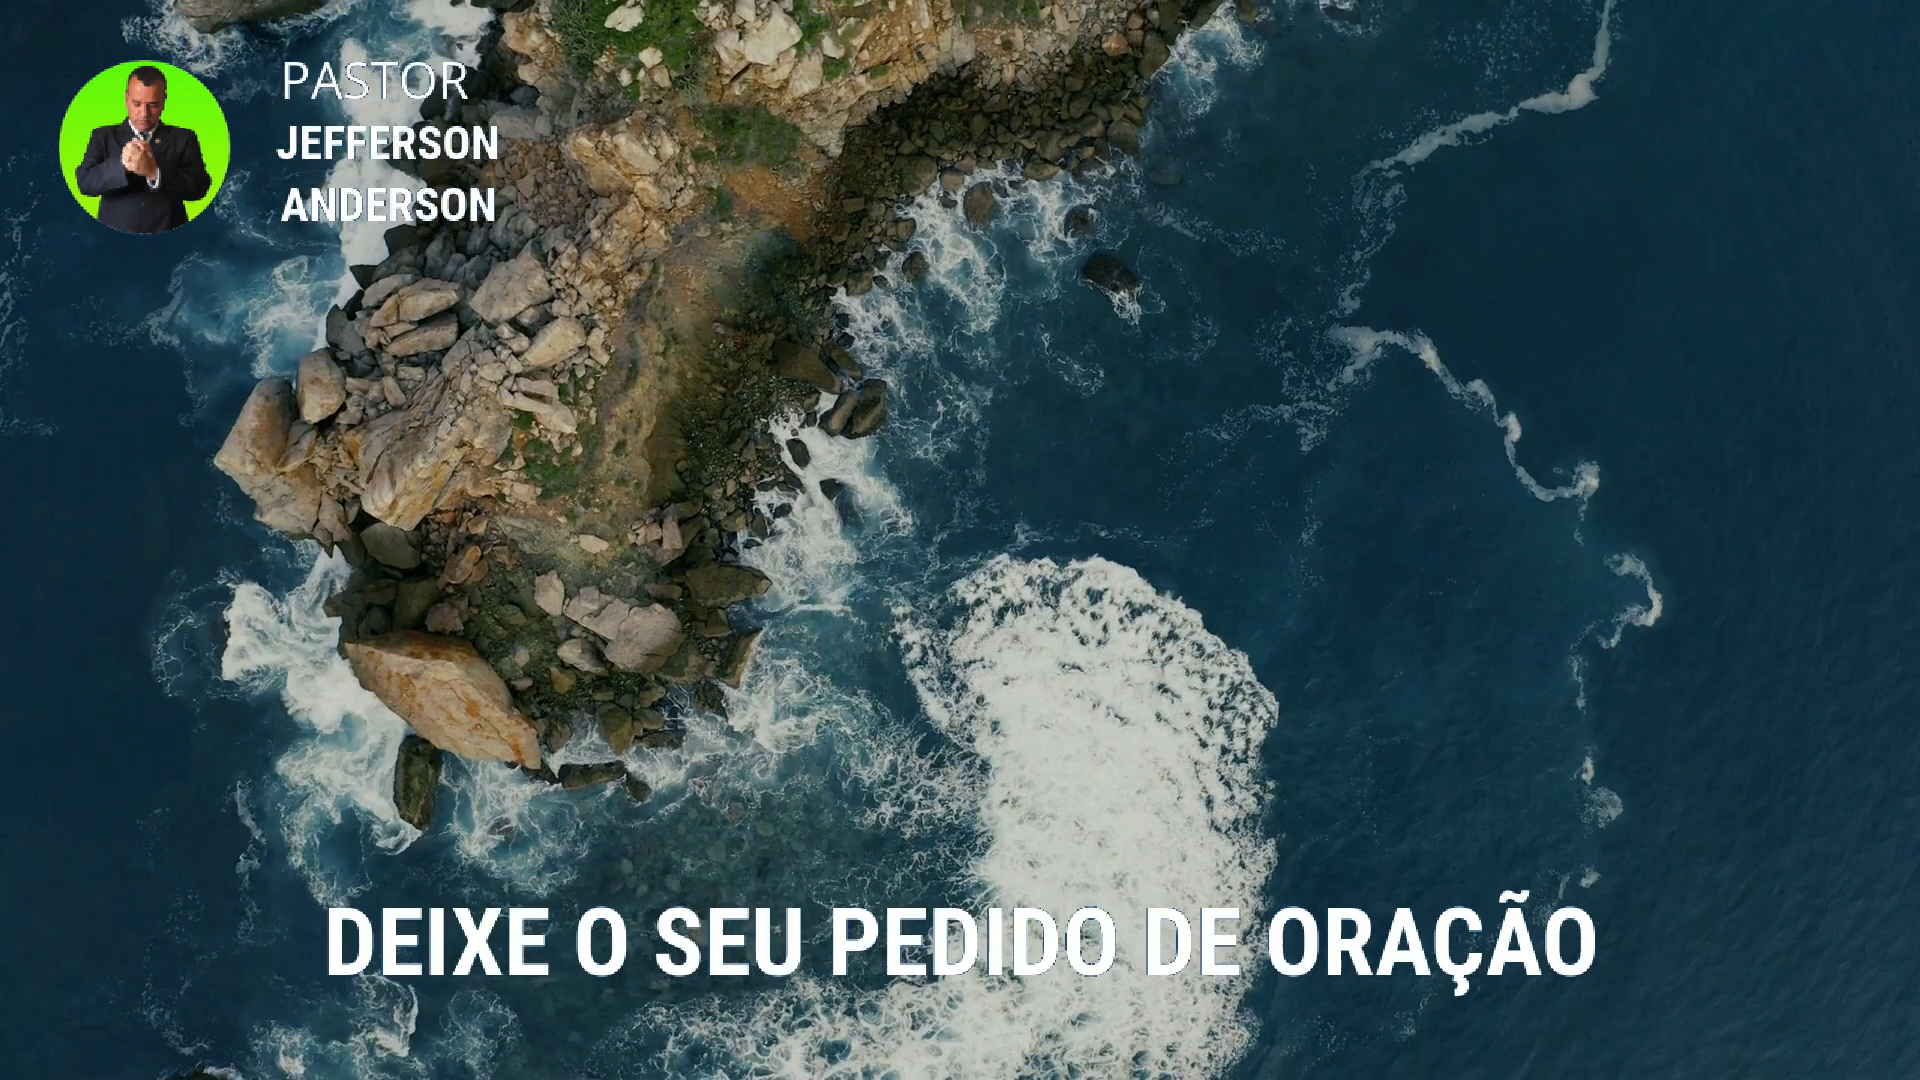 PASTOR
JEFFERSON
ANDERSON
DEIXE O SEU PEDIDO DE ORAÇÃO